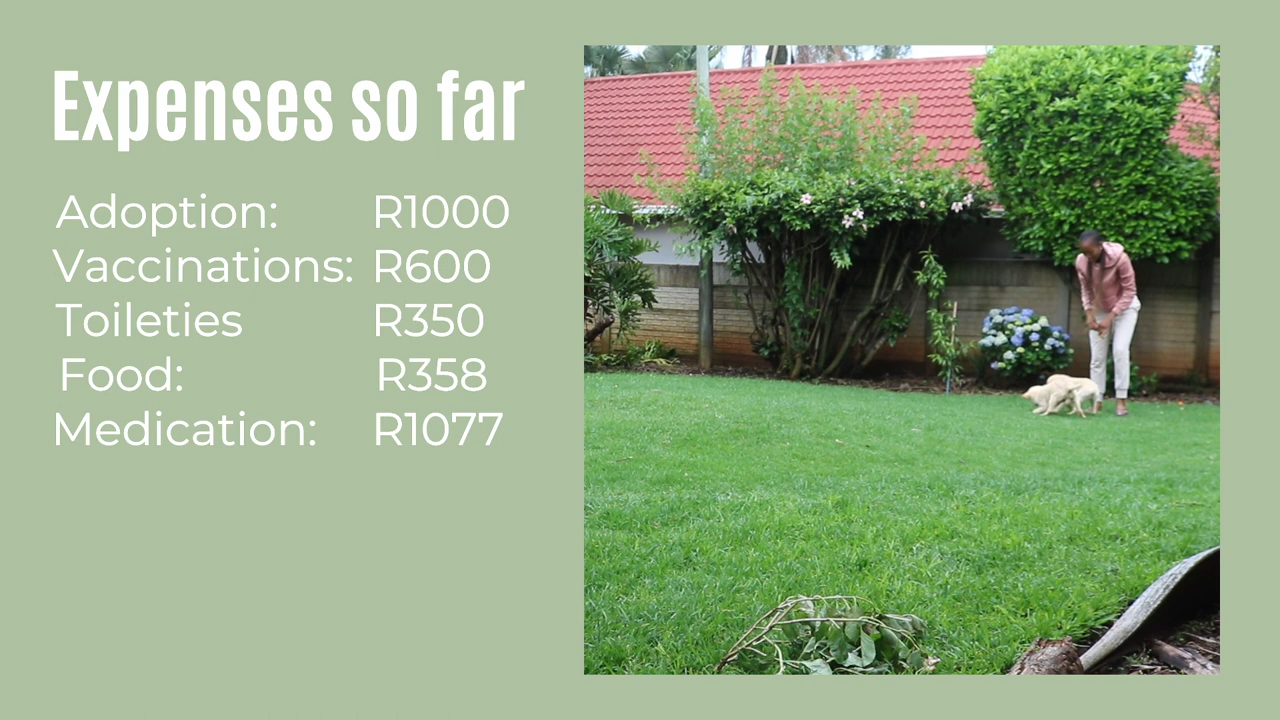 Expenses so far
Adoption: R1000
Vaccinations: R600
Toileties R350
Food: R358
Medication: R1077